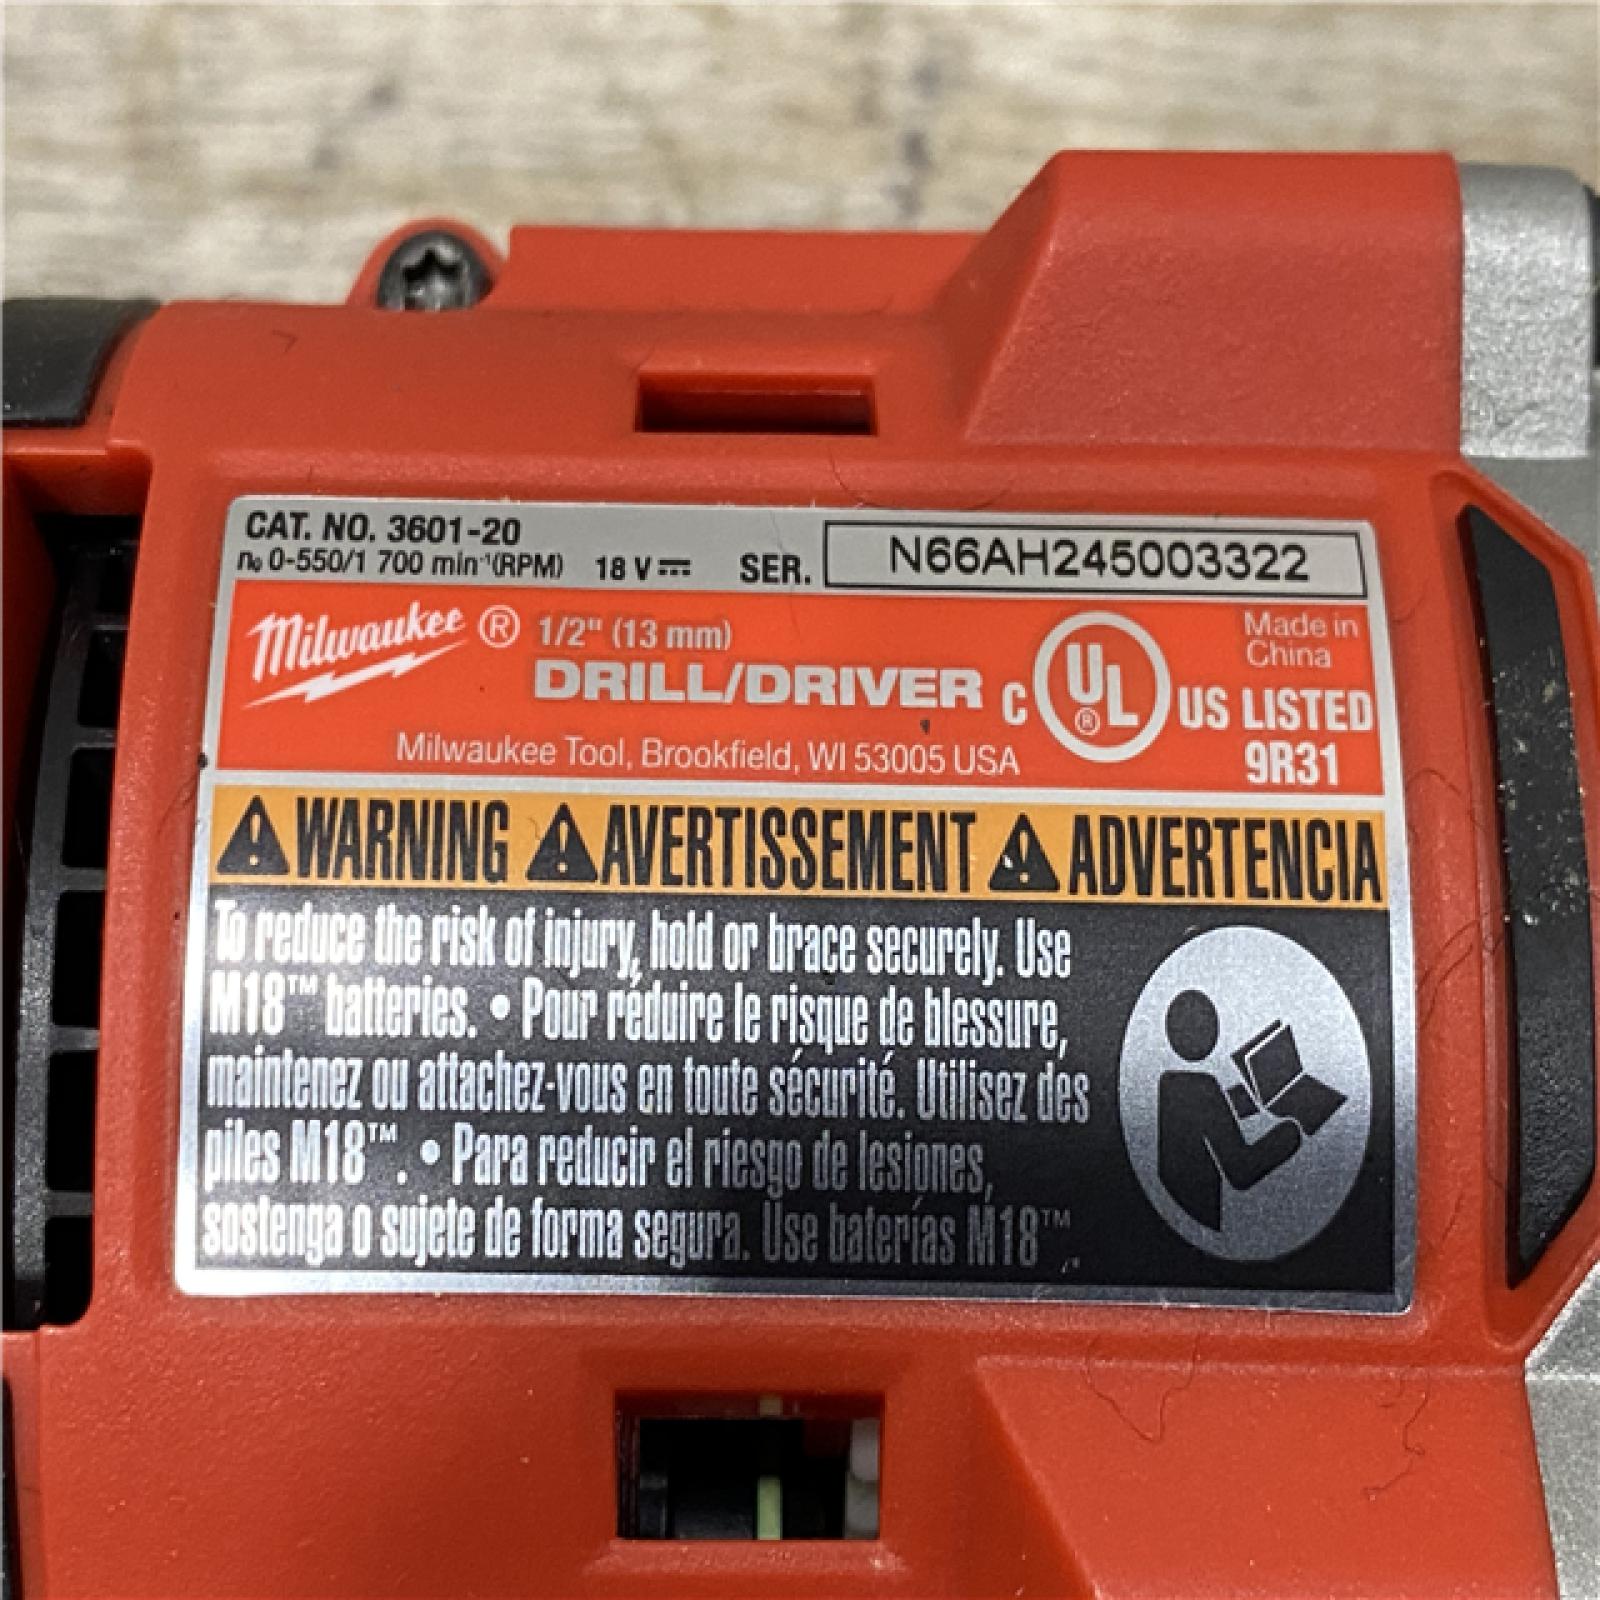 CAT. NO. 3601-20
n₀ 0-550/1 700 min⁻¹(RPM) 18 V SER. N66AH245003322
Milwaukee ® 1/2" (13 mm)
DRILL/DRIVER
Milwaukee Tool, Brookfield, WI 53005 USA
C UL ® US LISTED
9R31
Made in
China
WARNING AVERTISSEMENT ADVERTENCIA
To reduce the risk of injury, hold or brace securely. Use
M18™ batteries. • Pour réduire le risque de blessure,
maintenez ou attachez-vous en toute sécurité. Utilisez des
piles M18™. • Para reducir el riesgo de lesiones,
sostenga o sujete de forma segura. Use baterías M18™.